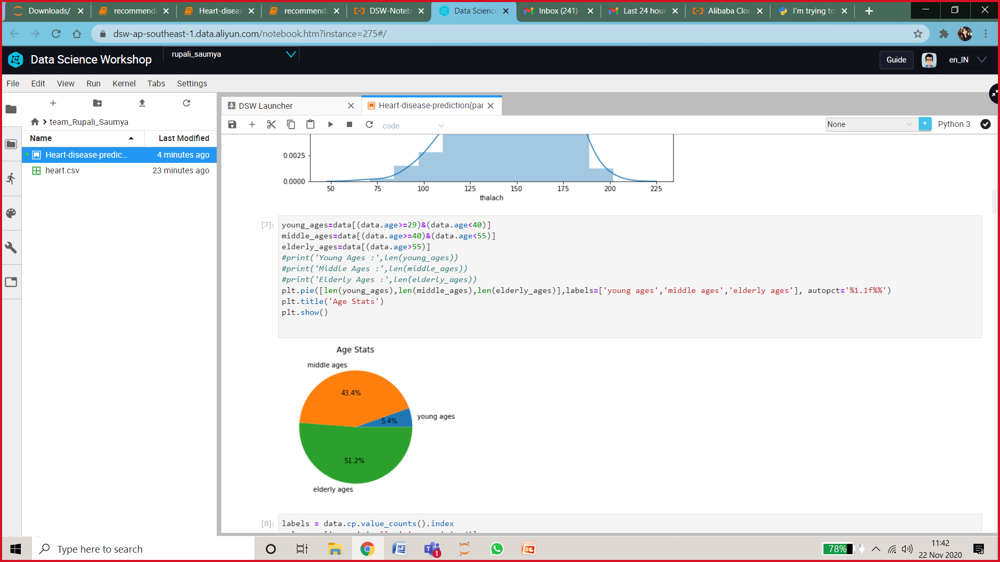 Downloads/
recommend
Heart-diseas
recommend
DSW-Noteb
Data Science
Inbox (241)
Last 24 hour
Alibaba Clou
I'm trying to
dsw-ap-southeast-1.data.aliyun.com/notebook.htm?instance=275#/
Data Science Workshop
rupali_saumya
Guide
en_IN
File Edit View Run Kernel Tabs Settings
team_Rupali_Saumya
Name Last Modified
Heart-disease-predic... 4 minutes ago
heart.csv 23 minutes ago
DSW Launcher
Heart-disease-prediction(par
code
None
Python 3
0.0025
0.0000
50 75 100 125 150 175 200 225
thalach
[7]:
young_ages=data[(data.age>=29)&(data.age<40)]
middle_ages=data[(data.age>=40)&(data.age<55)]
elderly_ages=data[(data.age>55)]
#print('Young Ages :',len(young_ages))
#print('Middle Ages :',len(middle_ages))
#print('Elderly Ages :',len(elderly_ages))
plt.pie([len(young_ages),len(middle_ages),len(elderly_ages)],labels=['young ages','middle ages','elderly ages'], autopct='%1.1f%%')
plt.title('Age Stats')
plt.show()
Age Stats
middle ages
43.4%
5.4%
young ages
51.2%
elderly ages
[8]:
labels = data.cp.value_counts().index
Type here to search
1
78%
11:42
22 Nov 2020